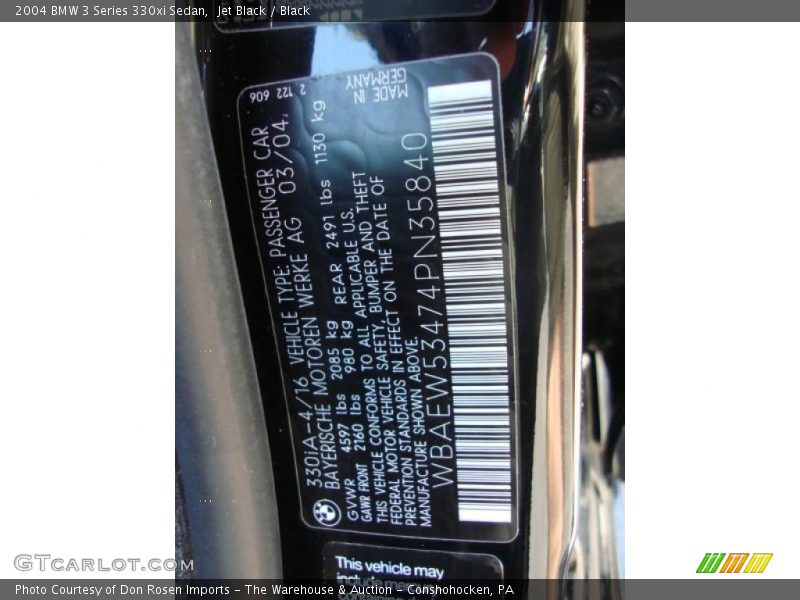 2004 BMW 3 Series 330xi Sedan, Jet Black / Black
330iA-4/16 VEHICLE TYPE: PASSENGER CAR
BAYERISCHE MOTOREN WERKE AG 03/04
GVWR 4597 lbs 2085 kg REAR 2491 lbs 1130 kg
GAWR FRONT 2160 lbs 980 kg
THIS VEHICLE CONFORMS TO ALL APPLICABLE U.S.
FEDERAL MOTOR VEHICLE SAFETY, BUMPER AND THEFT
PREVENTION STANDARDS IN EFFECT ON THE DATE OF
MANUFACTURE SHOWN ABOVE.
WBAEW53474PN35840
MADE IN
GERMANY
2 122 606
This vehicle may
GTCARLOT.COM
Photo Courtesy of Don Rosen Imports - The Warehouse & Auction - Conshohocken, PA